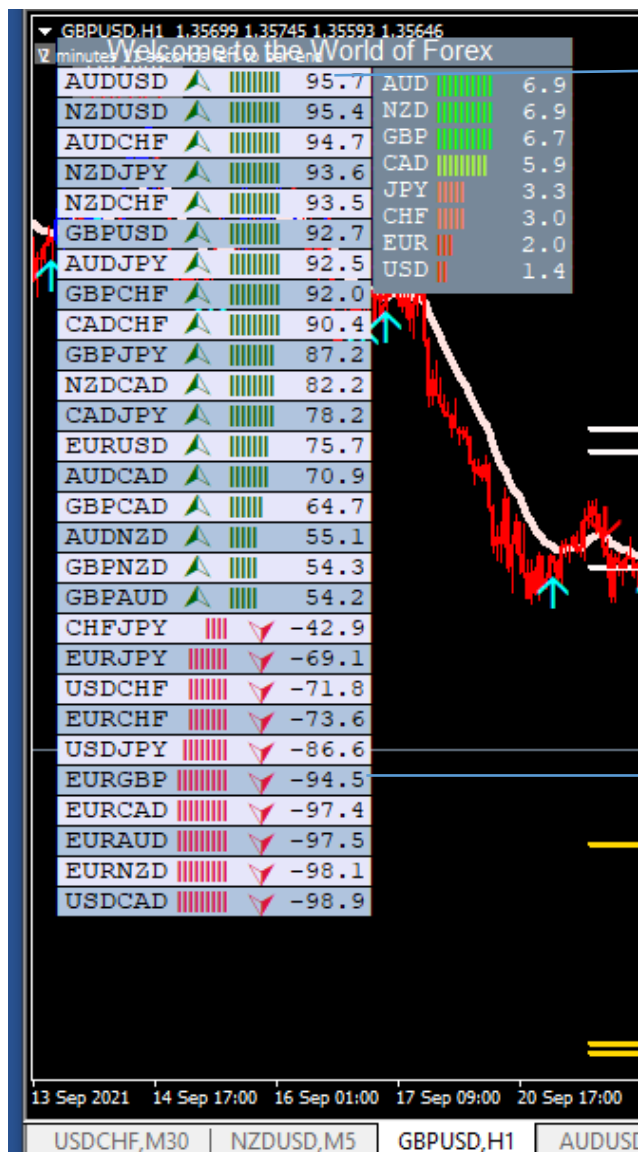 GBPUSD,H1 1.35699 1.35745 1.35593 1.35646
Welcome to the World of Forex
minutes seconds left to bar end
AUDUSD 95.7
NZDUSD 95.4
AUDCHF 94.7
NZDJPY 93.6
NZDCHF 93.5
GBPUSD 92.7
AUDJPY 92.5
GBPCHF 92.0
CADCHF 90.4
GBPJPY 87.2
NZDCAD 82.2
CADJPY 78.2
EURUSD 75.7
AUDCAD 70.9
GBPCAD 64.7
AUDNZD 55.1
GBPNZD 54.3
GBPAUD 54.2
CHFJPY -42.9
EURJPY -69.1
USDCHF -71.8
EURCHF -73.6
USDJPY -86.6
EURGBP -94.5
EURCAD -97.4
EURAUD -97.5
EURNZD -98.1
USDCAD -98.9
AUD 6.9
NZD 6.9
GBP 6.7
CAD 5.9
JPY 3.3
CHF 3.0
EUR 2.0
USD 1.4
13 Sep 2021 14 Sep 17:00 16 Sep 01:00 17 Sep 09:00 20 Sep 17:00
USDCHF,M30 NZDUSD,M5 GBPUSD,H1 AUDUSD